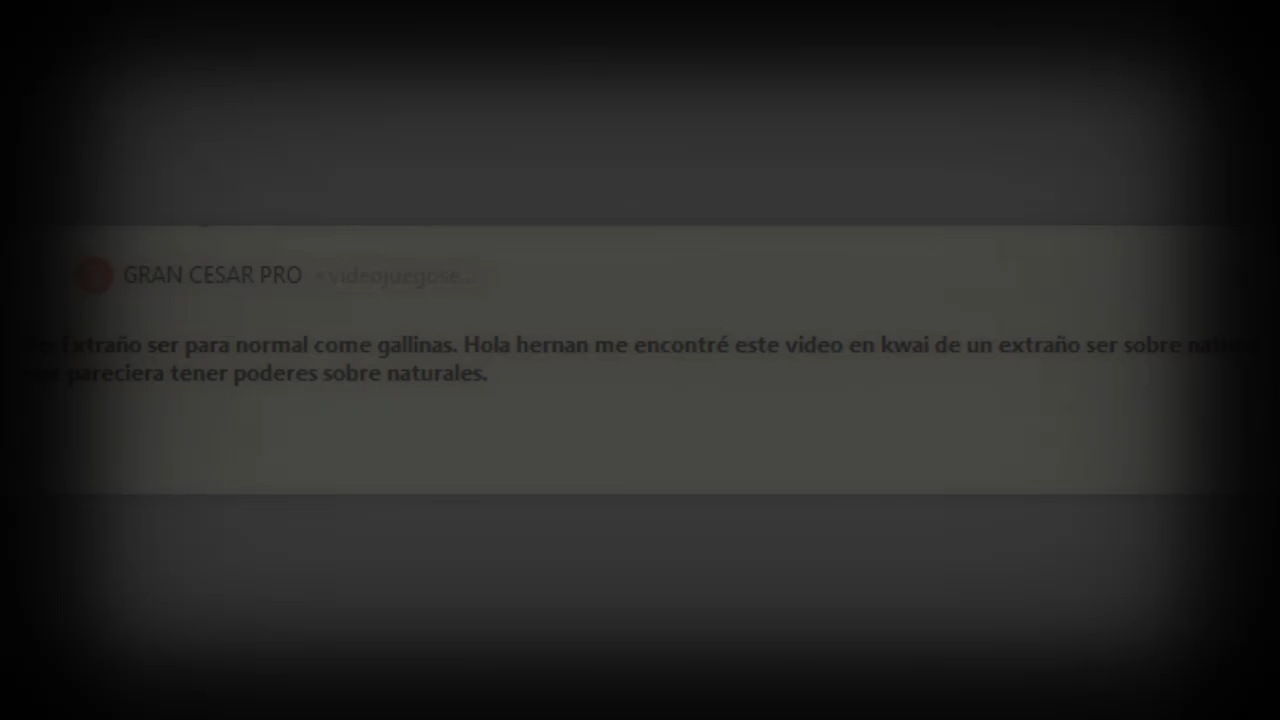 GRAN CESAR PRO <videojuegose...
Extraño ser para normal come gallinas. Hola hernan me encontré este video en kwai de un extraño ser sobre
pareciera tener poderes sobre naturales.